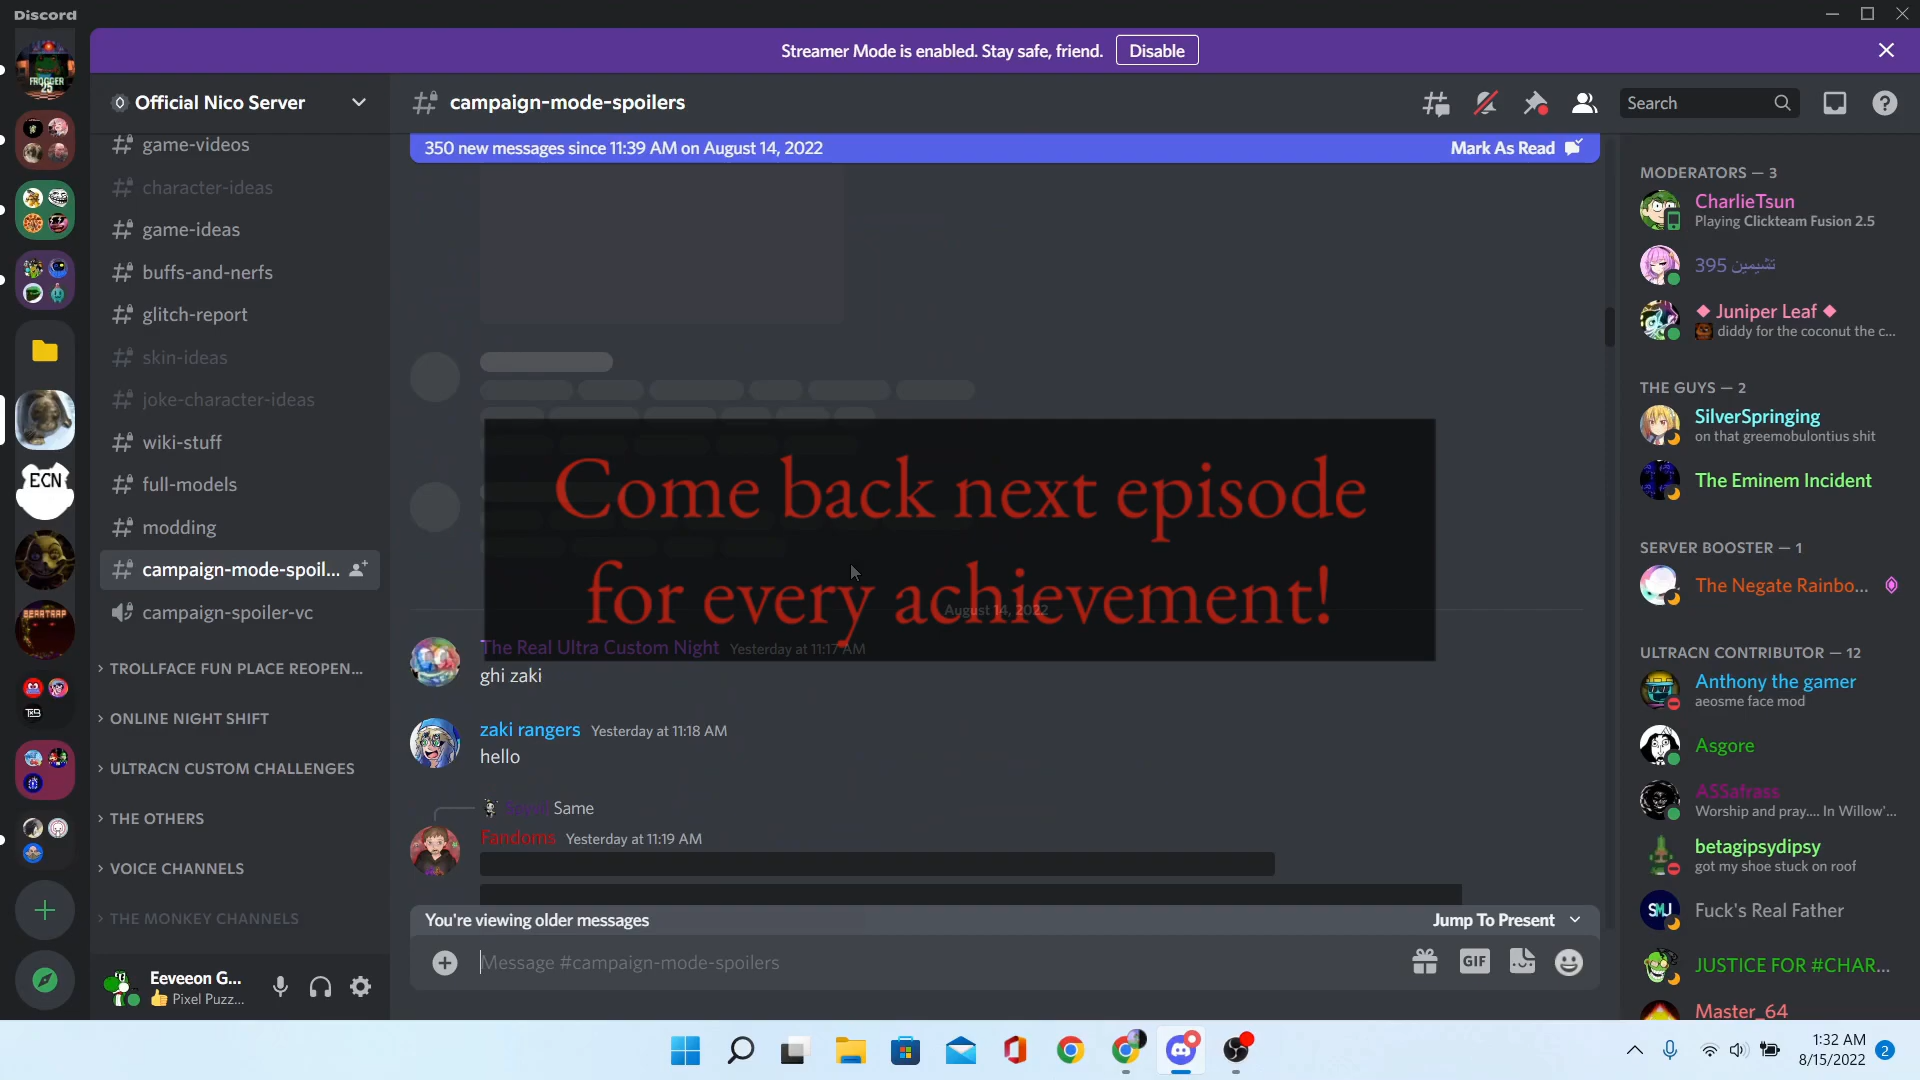 Discord
Streamer Mode is enabled. Stay safe, friend.
Disable
FROGGER
25
ECN
BEARTRAP
TKB
Official Nico Server
game-videos
character-ideas
game-ideas
buffs-and-nerfs
glitch-report
skin-ideas
joke-character-ideas
wiki-stuff
full-models
modding
campaign-mode-spoil...
campaign-spoiler-vc
TROLLFACE FUN PLACE REOPEN...
ONLINE NIGHT SHIFT
ULTRACN CUSTOM CHALLENGES
THE OTHERS
VOICE CHANNELS
THE MONKEY CHANNELS
Eeveeon G...
👍 Pixel Puzz...
campaign-mode-spoilers
Search
350 new messages since 11:39 AM on August 14, 2022
Mark As Read
Come back next episode
for every achievement!
August 14, 2022
The Real Ultra Custom Night Yesterday at 11:17 AM
ghi zaki
zaki rangers Yesterday at 11:18 AM
hello
Same
Fandoms Yesterday at 11:19 AM
You're viewing older messages
Jump To Present
Message #campaign-mode-spoilers
GIF
MODERATORS — 3
CharlieTsun
Playing Clickteam Fusion 2.5
395 تشيمين
◆ Juniper Leaf ◆
diddy for the coconut the c...
THE GUYS — 2
SilverSpringing
on that greemobulontius shit
The Eminem Incident
SERVER BOOSTER — 1
The Negate Rainbo...
ULTRACN CONTRIBUTOR — 12
Anthony the gamer
aeosme face mod
Asgore
ASSafrass
Worship and pray.... In Willow'...
betagipsydipsy
got my shoe stuck on roof
SMJ
Fuck's Real Father
JUSTICE FOR #CHAR...
Master_64
1:32 AM
8/15/2022
2